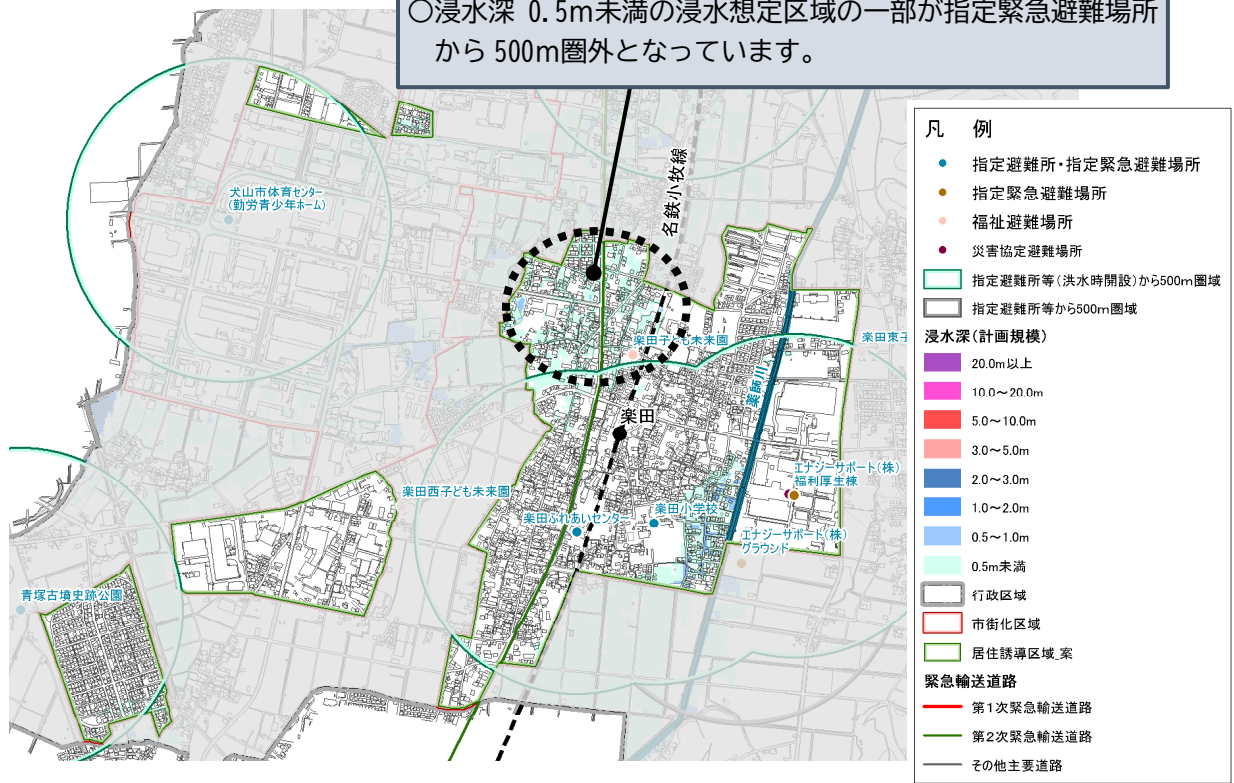 ○浸水深 0.5m未満の浸水想定区域の一部が指定緊急避難場所
から 500m圏外となっています。
名鉄小牧線
犬山市体育センター
(勤労青少年ホーム)
楽田子ども未来園
楽田東子
薬師川
楽田
楽田西子ども未来園
エナジーサポート(株)
福利厚生棟
楽田ふれあいセンター
楽田小学校
エナジーサポート(株)
グラウンド
青塚古墳史跡公園
凡 例
指定避難所・指定緊急避難場所
指定緊急避難場所
福祉避難場所
災害協定避難場所
指定避難所等(洪水時開設)から500m圏域
指定避難所等から500m圏域
浸水深(計画規模)
20.0m以上
10.0～20.0m
5.0～10.0m
3.0～5.0m
2.0～3.0m
1.0～2.0m
0.5～1.0m
0.5m未満
行政区域
市街化区域
居住誘導区域_案
緊急輸送道路
第1次緊急輸送道路
第2次緊急輸送道路
その他主要道路